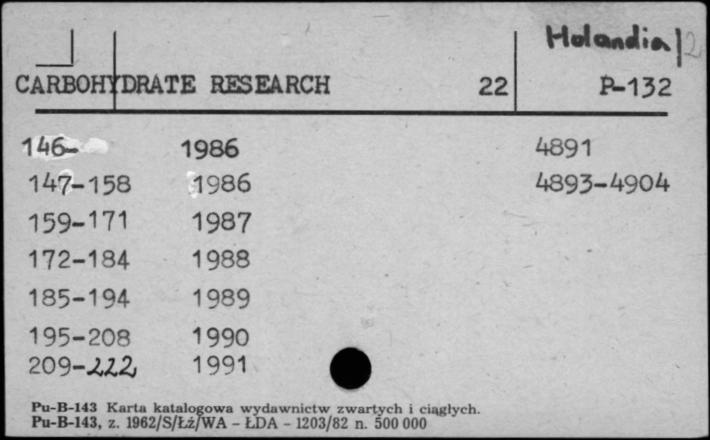 Holandia 2
CARBOHYDRATE RESEARCH 22 P-132
146- 1986 4891
147-158 1986 4893-4904
159-171 1987
172-184 1988
185-194 1989
195-208 1990
209-222 1991
Pu-B-143 Karta katalogowa wydawnictw zwartych i ciągłych.
Pu-B-143, z. 1962/S/Łż/WA - ŁDA - 1203/82 n. 500 000